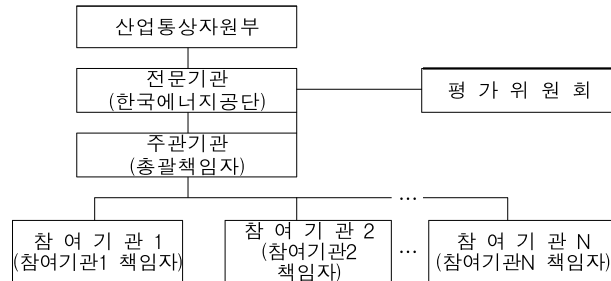 산업통상자원부
전문기관
(한국에너지공단)
평 가 위 원 회
주관기관
(총괄책임자)
...
참 여 기 관 1
(참여기관1 책임자)
참 여 기 관 2
(참여기관2
책임자)
...
참 여 기 관 N
(참여기관N 책임자)